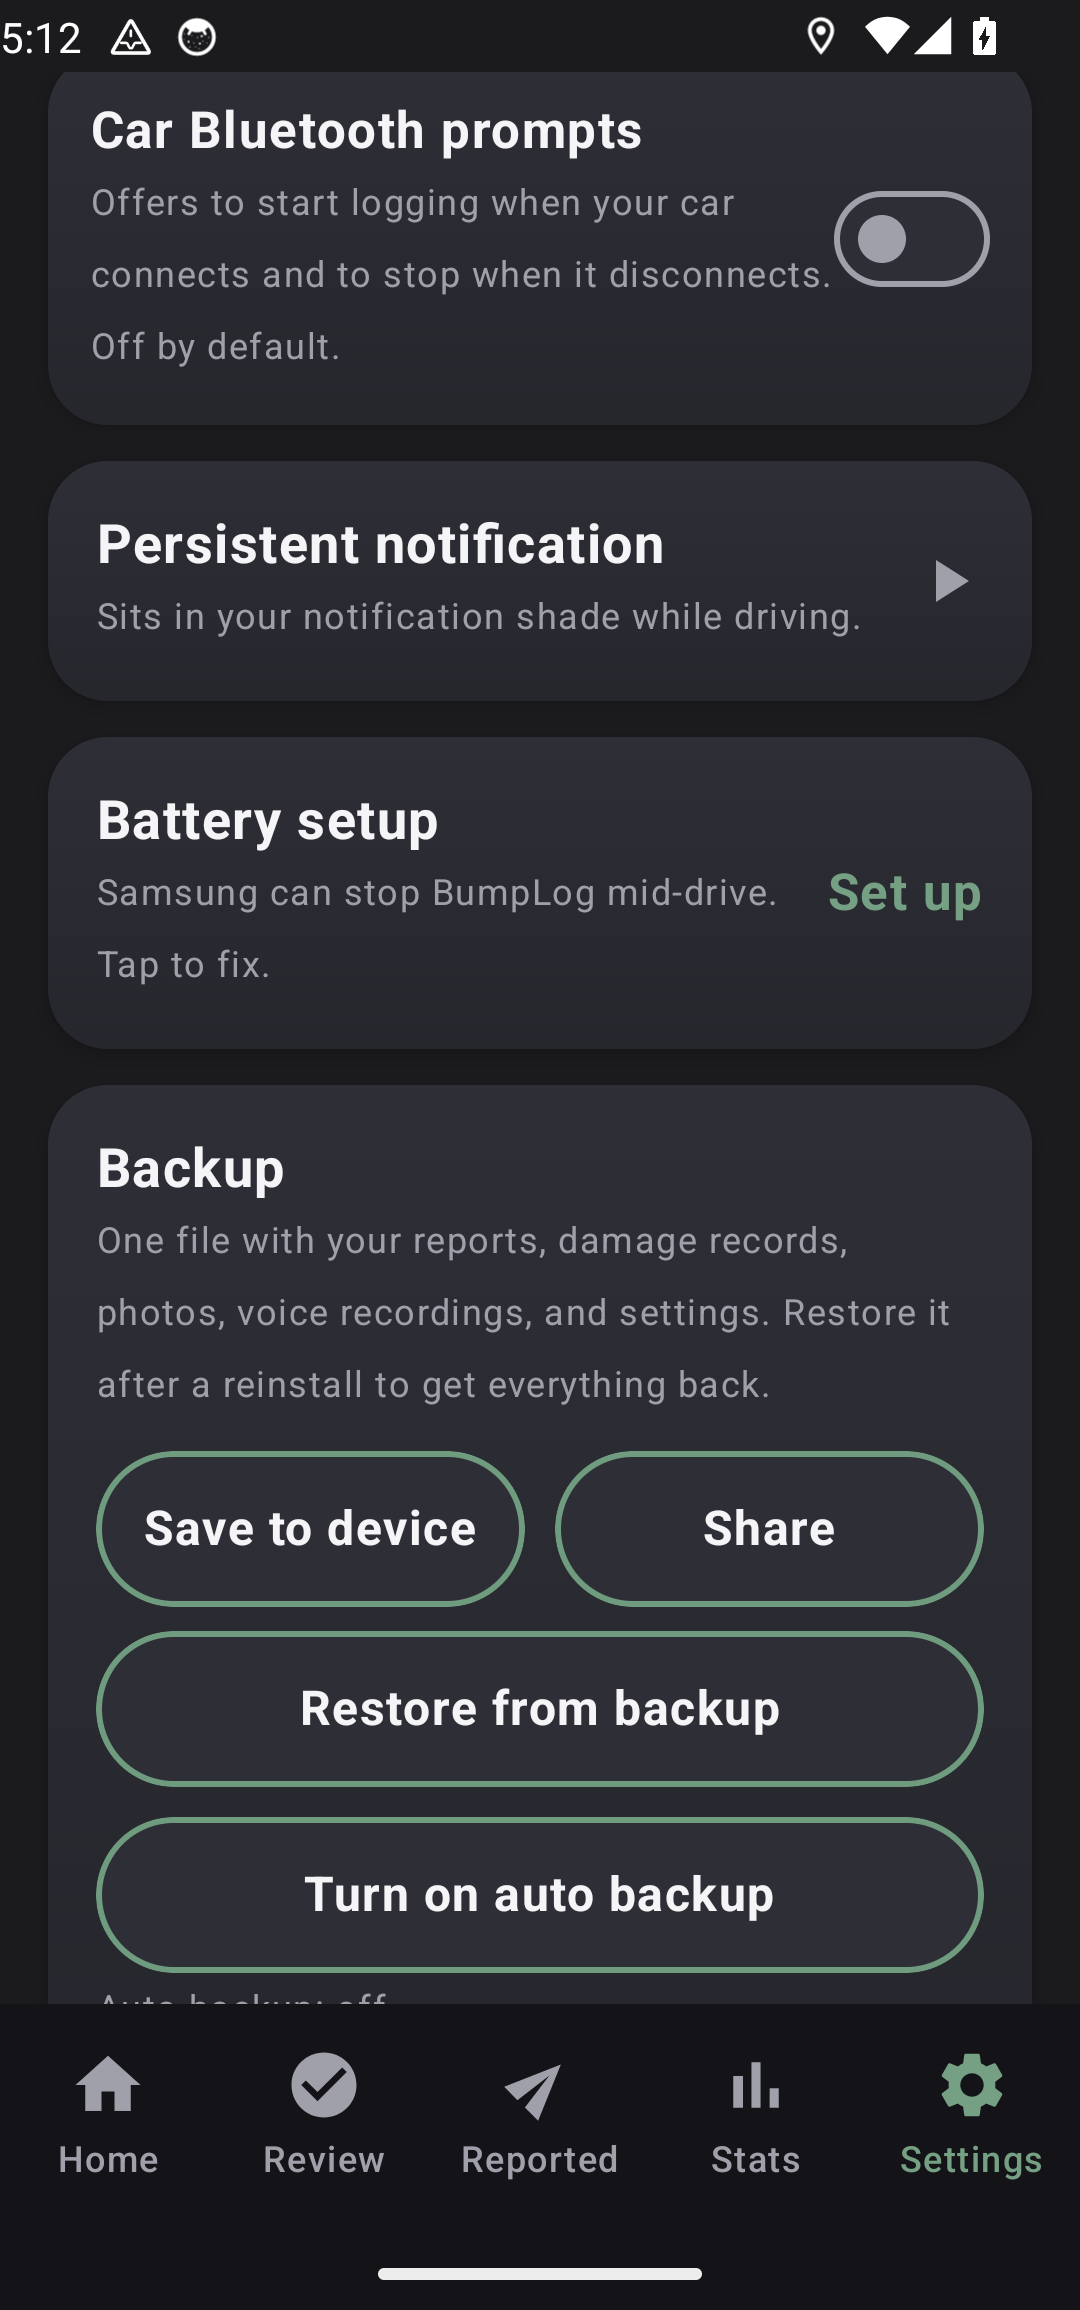 5:12
Car Bluetooth prompts
Offers to start logging when your car
connects and to stop when it disconnects.
Off by default.
Persistent notification
Sits in your notification shade while driving.
Battery setup
Samsung can stop BumpLog mid-drive.
Tap to fix.
Set up
Backup
One file with your reports, damage records,
photos, voice recordings, and settings. Restore it
after a reinstall to get everything back.
Save to device
Share
Restore from backup
Turn on auto backup
Auto backup: off
Home
Review
Reported
Stats
Settings